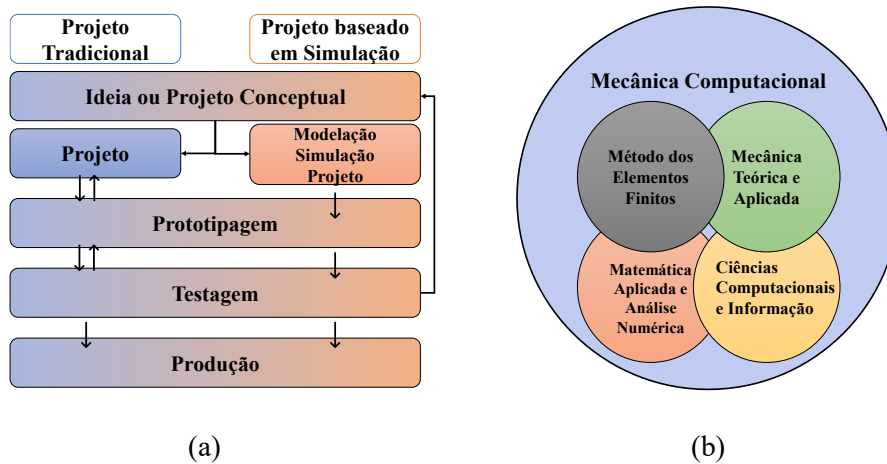 Projeto
Tradicional
Projeto baseado
em Simulação
Ideia ou Projeto Conceptual
Projeto
Modelação
Simulação
Projeto
Prototipagem
Testagem
Produção
(a)
Mecânica Computacional
Método dos
Elementos
Finitos
Mecânica
Teórica e
Aplicada
Matemática
Aplicada e
Análise
Numérica
Ciências
Computacionais
e Informação
(b)